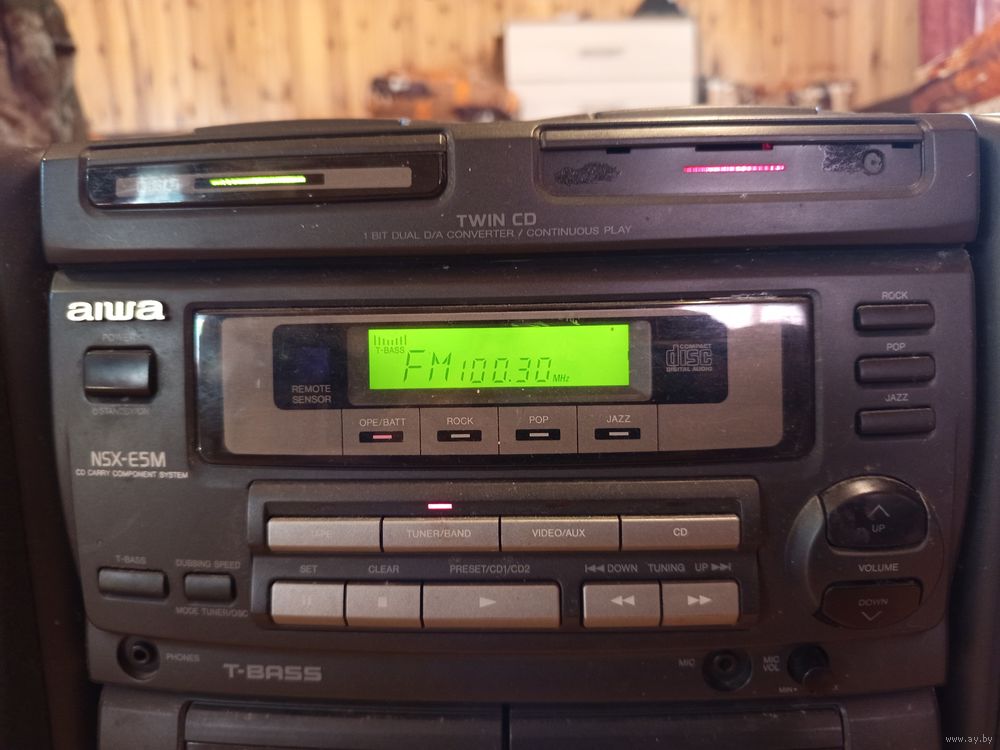 TWIN CD
1 BIT DUAL D/A CONVERTER / CONTINUOUS PLAY
aiwa
ROCK
POWER
T-BASS
FM 100.30 MHz
COMPACT
disc
DIGITAL AUDIO
POP
REMOTE
SENSOR
JAZZ
OPE/BATT
ROCK
POP
JAZZ
NSX-E5M
CD CARRY COMPONENT SYSTEM
TAPE
TUNER/BAND
VIDEO/AUX
CD
UP
VOLUME
DOWN
T-BASS
DUBBING SPEED
SET
CLEAR
PRESET/CD1/CD2
DOWN TUNING UP
MODE TUNER/OSC
PHONES
T-BASS
MIC
MIC
VOL
MIN
www.ay.by